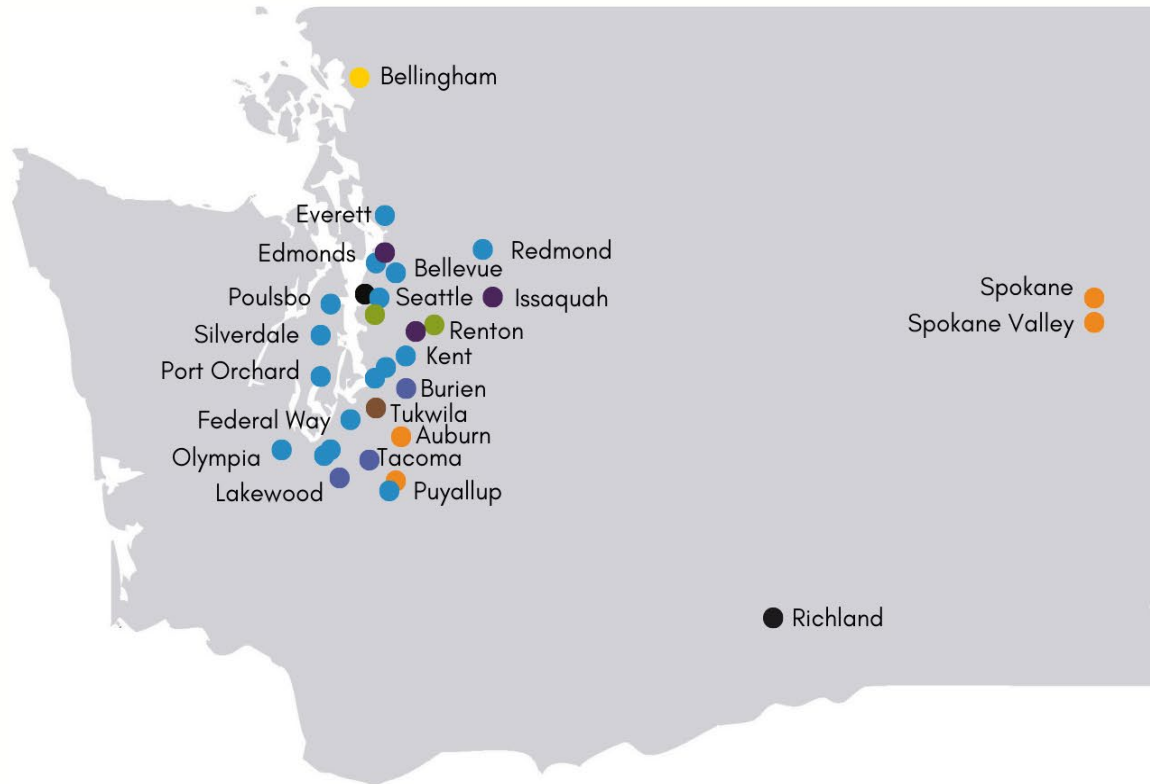 Bellingham
Everett
Edmonds
Redmond
Bellevue
Poulsbo
Seattle
Issaquah
Spokane
Spokane Valley
Silverdale
Renton
Kent
Port Orchard
Burien
Federal Way
Tukwila
Auburn
Olympia
Tacoma
Lakewood
Puyallup
Richland